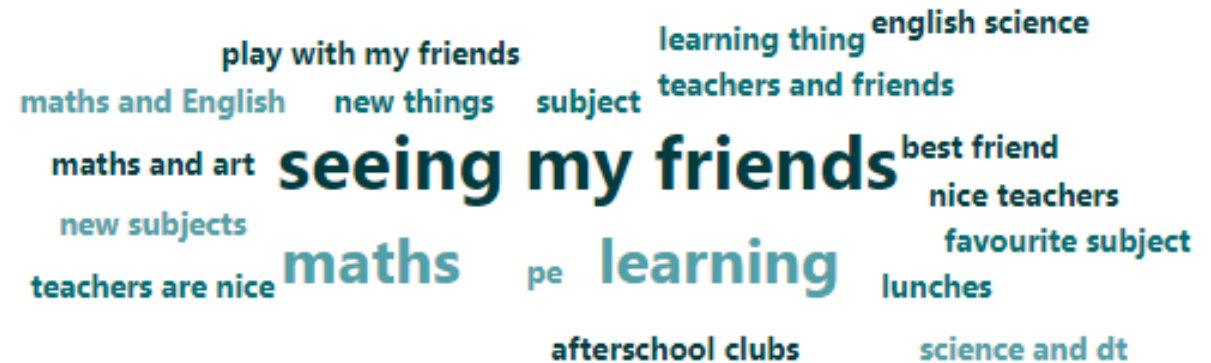 english science
learning thing
play with my friends
teachers and friends
maths and English
new things
subject
seeing my friends
best friend
maths and art
nice teachers
new subjects
favourite subject
maths
learning
pe
teachers are nice
lunches
afterschool clubs
science and dt